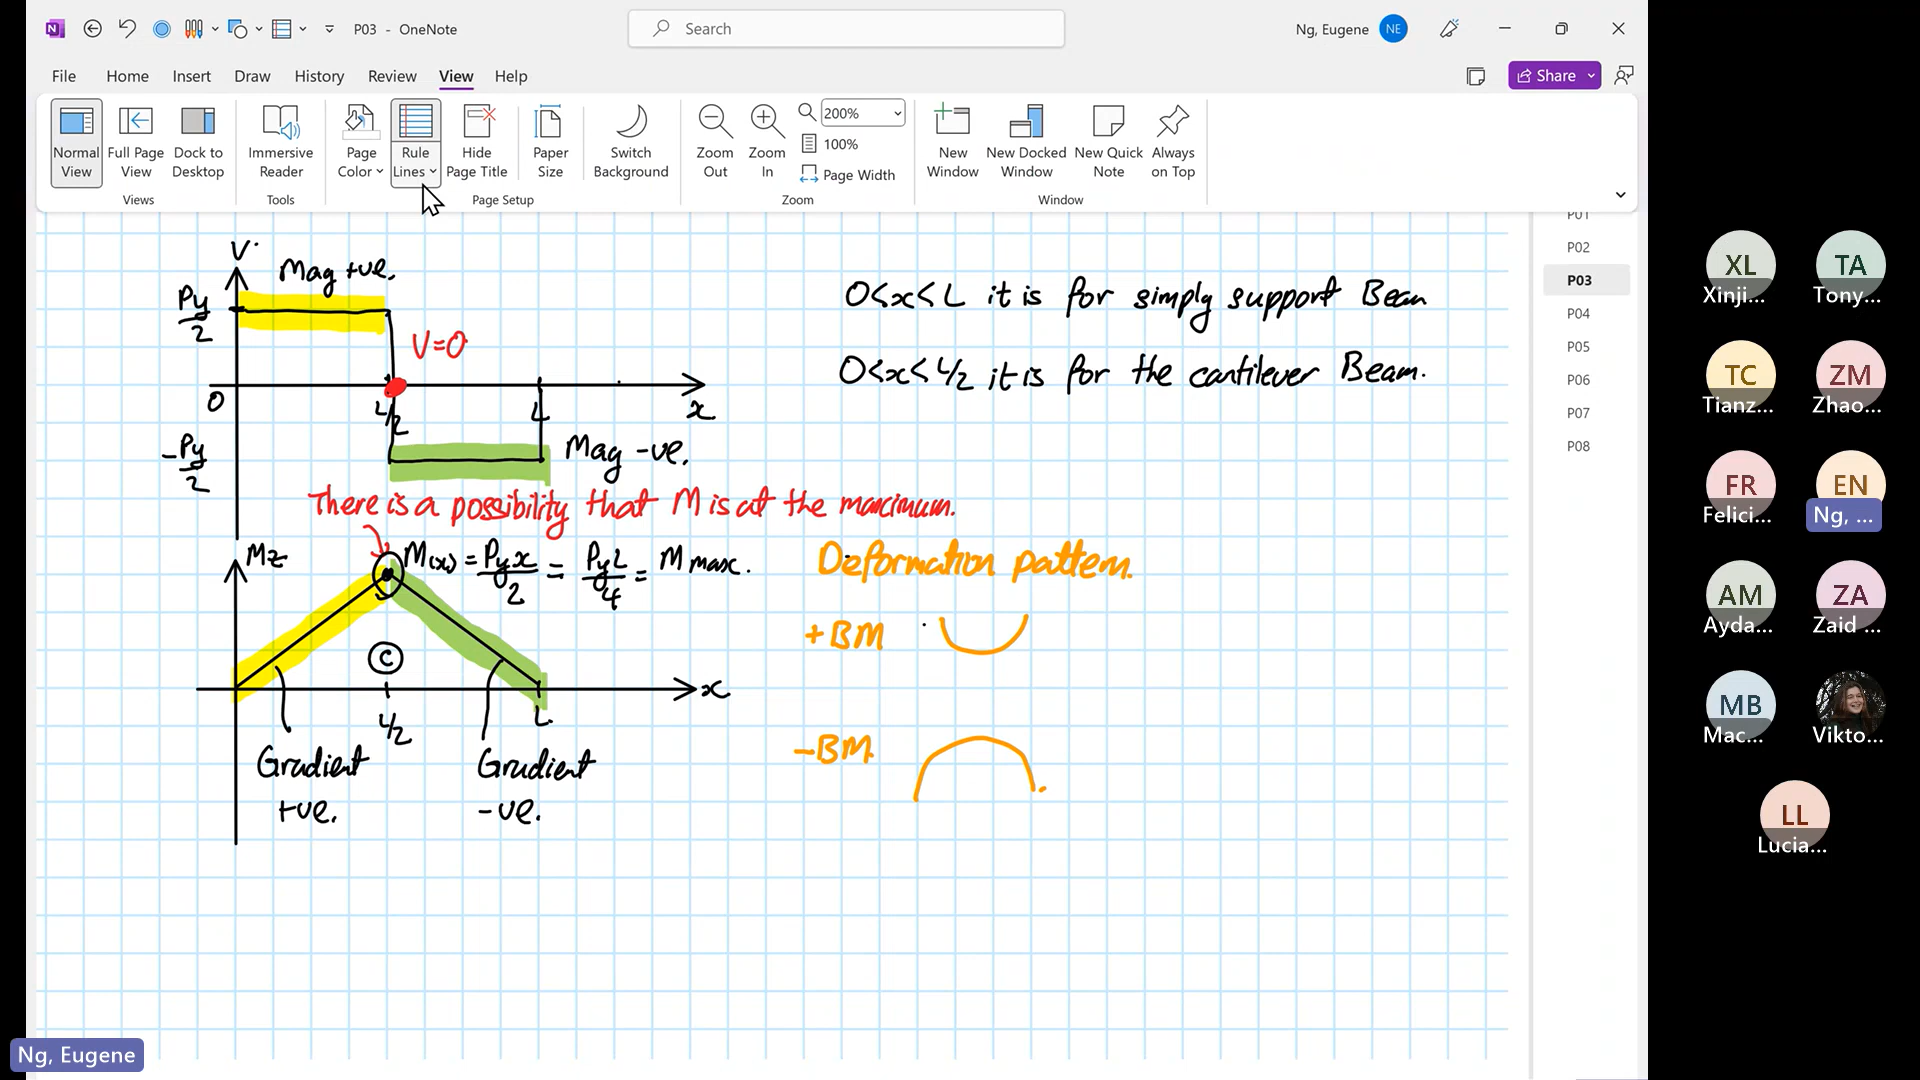 P03 - OneNote
Search
Ng, Eugene
NE
File Home Insert Draw History Review View Help
Share
Normal View
Full Page View
Dock to Desktop
Immersive Reader
Page Color
Rule Lines
Hide Page Title
Paper Size
Switch Background
Zoom Out
Zoom In
200%
100%
Page Width
New Window
New Docked Window
New Quick Note
Always on Top
Views
Tools
Page Setup
Zoom
Window
P01
P02
P03
P04
P05
P06
P07
P08
V
Mag +ve.
Py/2
V=0
0
L/2
L
x
-Py/2
Mag -ve.
0<x<L it is for simply support Beam
0<x<L/2 it is for the cantilever Beam.
There is a possibility that M is at the maximum.
Mz
M(x) = Pyx/2 = PyL/4 = M max.
C
L/2
L
x
Gradient +ve.
Gradient -ve.
Deformation pattern.
+BM
-BM
XL
Xinji...
TA
Tony...
TC
Tianz...
ZM
Zhao...
FR
Felici...
EN
Ng, ...
AM
Ayda...
ZA
Zaid ...
MB
Mac...
Vikto...
LL
Lucia...
Ng, Eugene